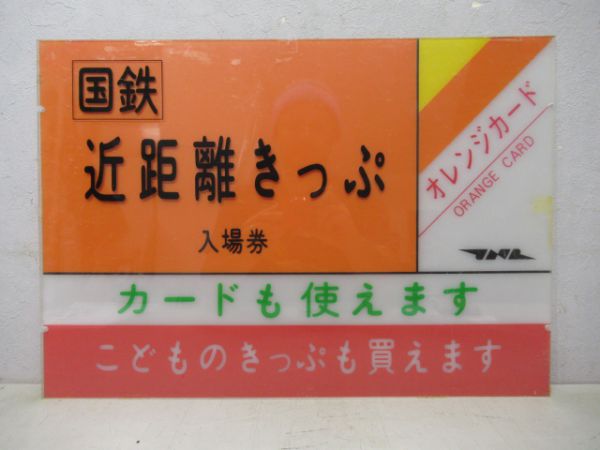 国鉄
近距離きっぷ
入場券
オレンジカード
ORANGE CARD
JNR
カードも使えます
こどものきっぷも買えます